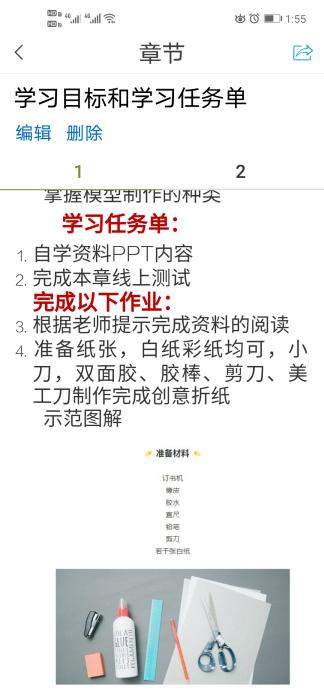 1:55
章节
学习目标和学习任务单
编辑 删除
1 2
掌握模型制作的种类
学习任务单：
1. 自学资料PPT内容
2. 完成本章线上测试
完成以下作业：
3. 根据老师提示完成资料的阅读
4. 准备纸张，白纸彩纸均可，小
刀，双面胶、胶棒、剪刀、美
工刀制作完成创意折纸
示范图解
准备材料
订书机
橡皮
胶水
直尺
铅笔
剪刀
若干张白纸